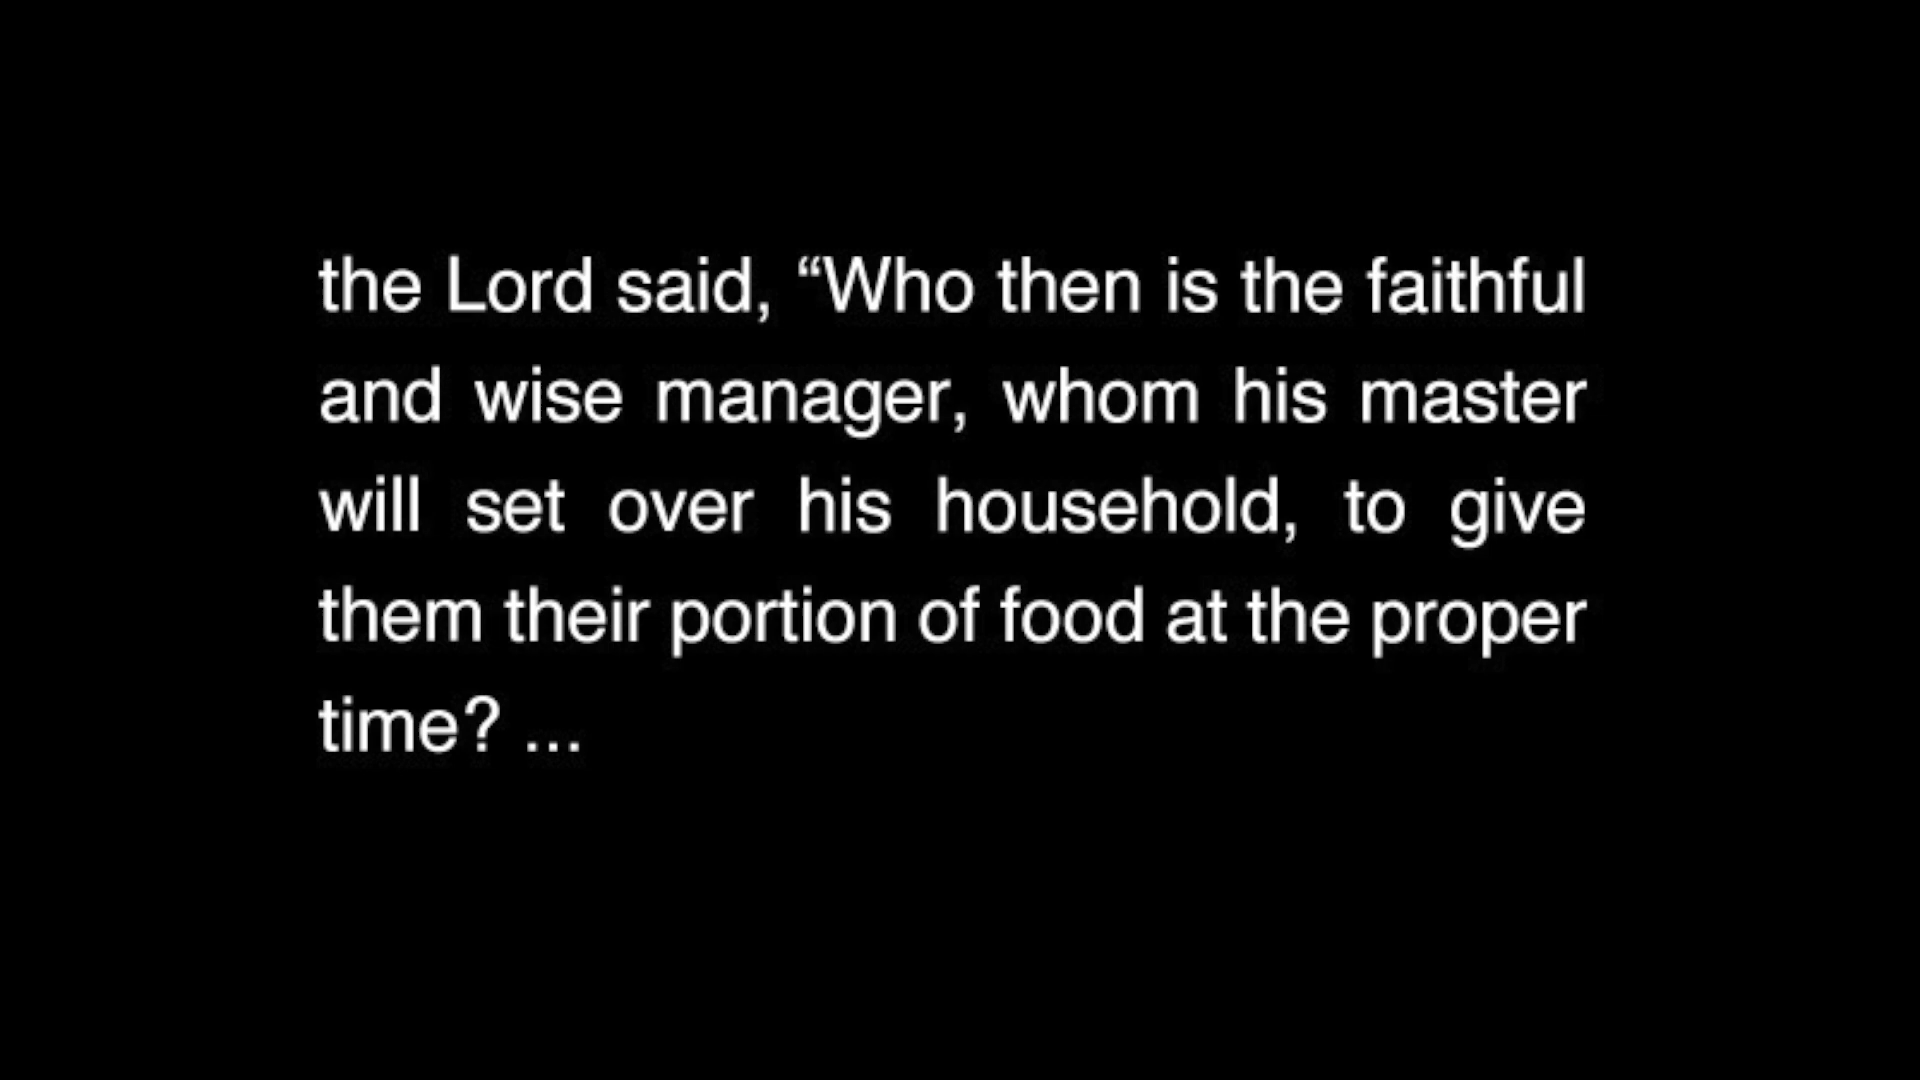 the Lord said, “Who then is the faithful
and wise manager, whom his master
will set over his household, to give
them their portion of food at the proper
time? ...